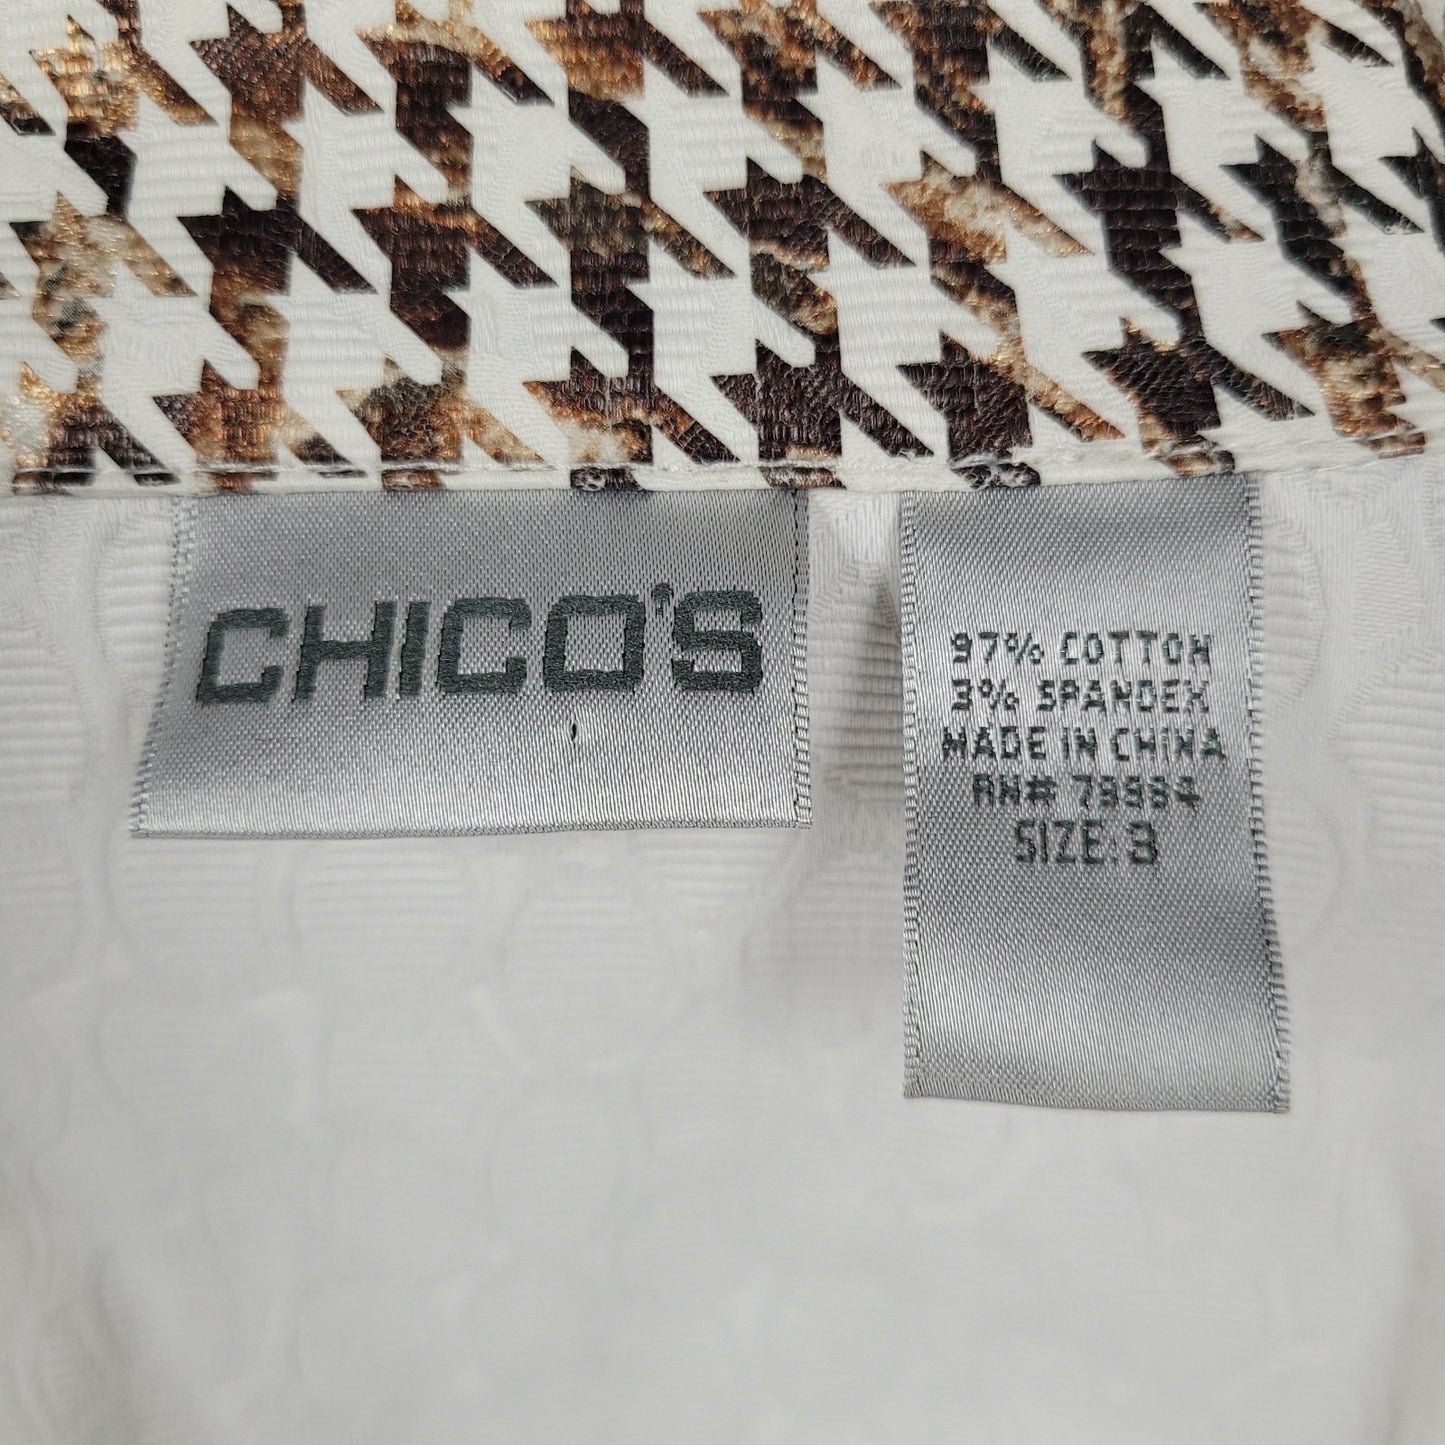 CHICO'S
97% COTTON
3% SPANDEX
MADE IN CHINA
RN# 79984
SIZE: 3